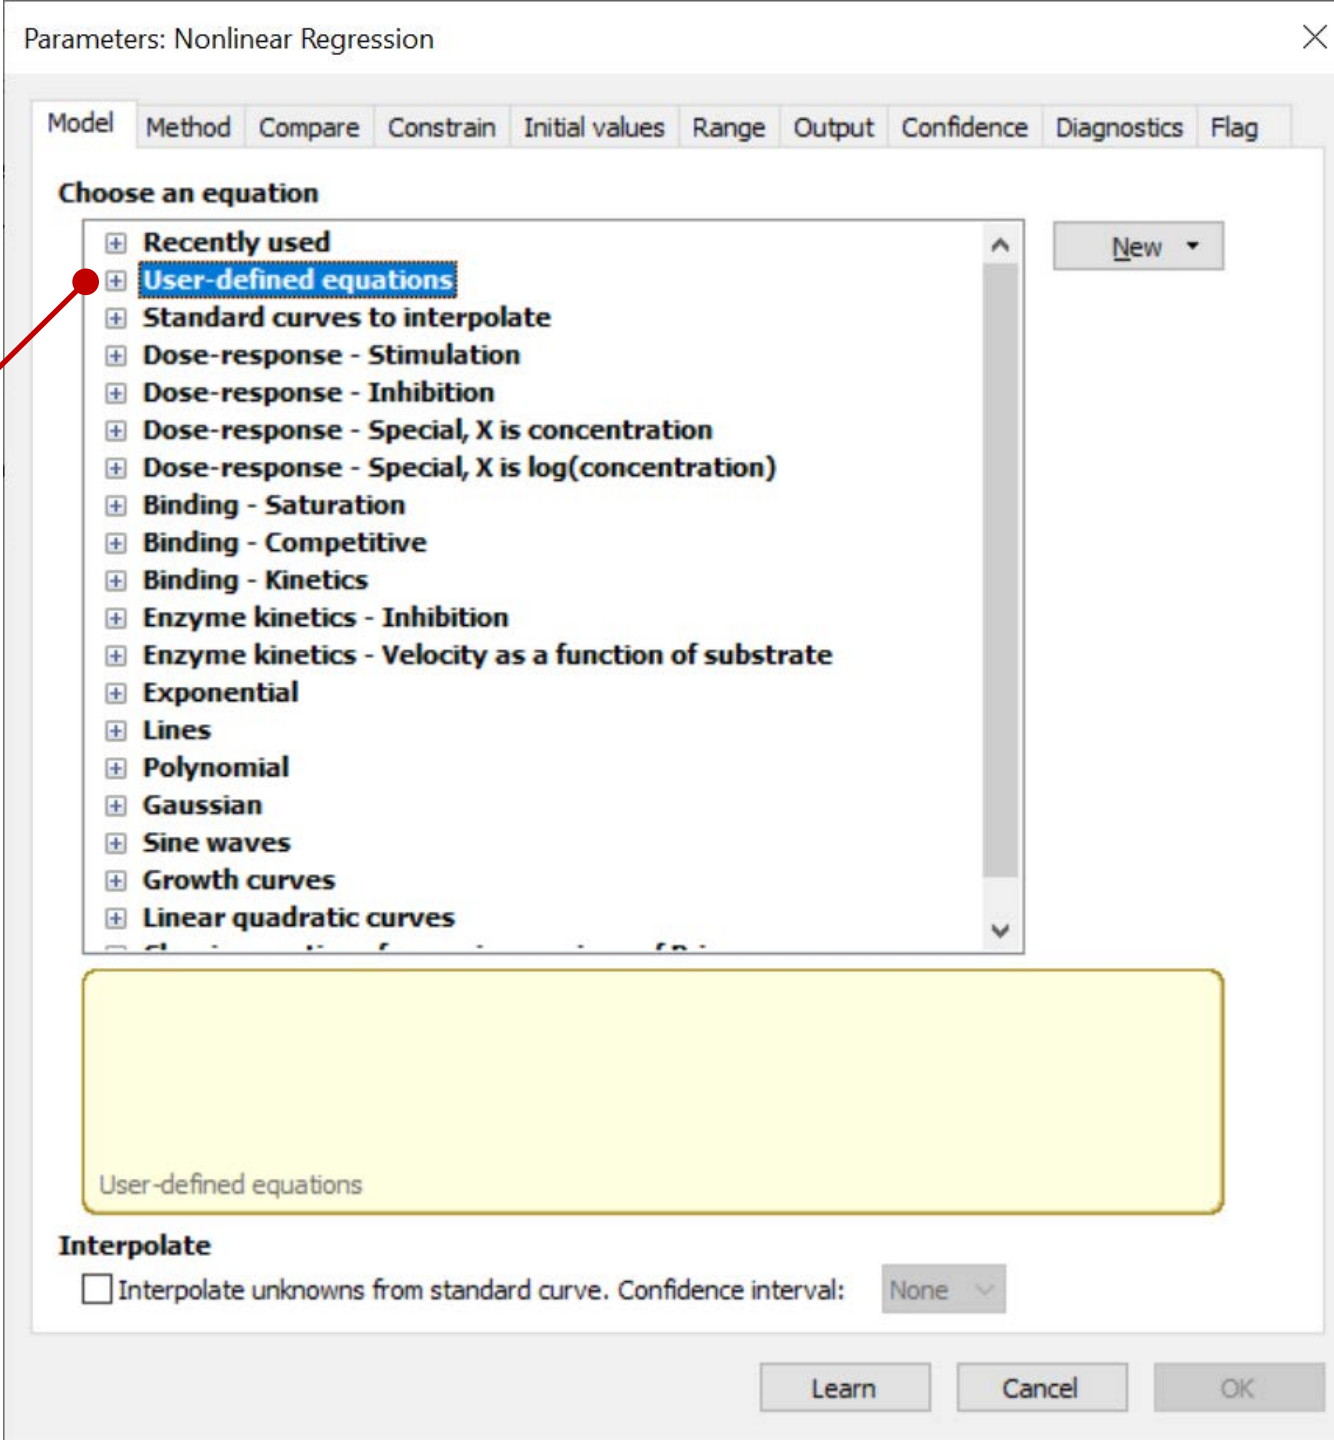 Parameters: Nonlinear Regression
Model Method Compare Constrain Initial values Range Output Confidence Diagnostics Flag
Choose an equation
Recently used
New
User-defined equations
Standard curves to interpolate
Dose-response - Stimulation
Dose-response - Inhibition
Dose-response - Special, X is concentration
Dose-response - Special, X is log(concentration)
Binding - Saturation
Binding - Competitive
Binding - Kinetics
Enzyme kinetics - Inhibition
Enzyme kinetics - Velocity as a function of substrate
Exponential
Lines
Polynomial
Gaussian
Sine waves
Growth curves
Linear quadratic curves
User-defined equations
Interpolate
Interpolate unknowns from standard curve. Confidence interval: None
Learn Cancel OK